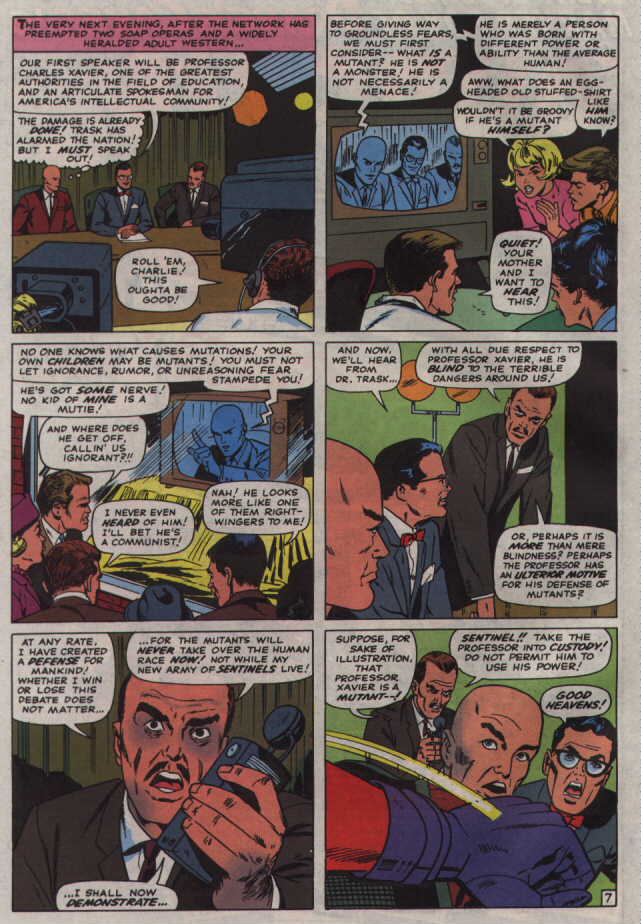 THE VERY NEXT EVENING, AFTER THE NETWORK HAS
PREEMPTED TWO SOAP OPERAS AND A WIDELY
HERALDED ADULT WESTERN...
OUR FIRST SPEAKER WILL BE PROFESSOR
CHARLES XAVIER, ONE OF THE GREATEST
AUTHORITIES IN THE FIELD OF EDUCATION,
AND AN ARTICULATE SPOKESMAN FOR
AMERICA'S INTELLECTUAL COMMUNITY!
THE DAMAGE IS ALREADY
DONE! TRASK HAS
ALARMED THE NATION!
BUT I MUST SPEAK
OUT!
ROLL 'EM,
CHARLIE!
THIS
OUGHTA BE
GOOD!
BEFORE GIVING WAY
TO GROUNDLESS FEARS,
WE MUST FIRST
CONSIDER-- WHAT IS A
MUTANT? HE IS NOT
A MONSTER! HE IS
NOT NECESSARILY A
MENACE!
HE IS MERELY A PERSON
WHO WAS BORN WITH
DIFFERENT POWER OR
ABILITY THAN THE AVERAGE
HUMAN!
AWW, WHAT DOES AN EGG-
HEADED OLD STUFFED-SHIRT
LIKE
HIM
KNOW?
WOULDN'T IT BE GROOVY
IF HE'S A MUTANT
HIMSELF?
QUIET!
YOUR
MOTHER
AND I
WANT TO
HEAR
THIS!
NO ONE KNOWS WHAT CAUSES MUTATIONS! YOUR
OWN CHILDREN MAY BE MUTANTS! YOU MUST NOT
LET IGNORANCE, RUMOR, OR UNREASONING FEAR
STAMPEDE YOU!
HE'S GOT SOME NERVE!
NO KID OF MINE IS A
MUTIE!
AND WHERE DOES
HE GET OFF,
CALLIN' US
IGNORANT?!!
I NEVER EVEN
HEARD OF HIM!
I'LL BET HE'S
A COMMUNIST!
NAH! HE LOOKS
MORE LIKE ONE
OF THEM RIGHT-
WINGERS TO ME!
AND NOW,
WE'LL HEAR
FROM
DR. TRASK...
WITH ALL DUE RESPECT TO
PROFESSOR XAVIER, HE IS
BLIND TO THE TERRIBLE
DANGERS AROUND US!
OR, PERHAPS IT IS
MORE THAN MERE
BLINDNESS? PERHAPS
THE PROFESSOR HAS
AN ULTERIOR MOTIVE
FOR HIS DEFENSE OF
MUTANTS?
AT ANY RATE,
I HAVE CREATED
A DEFENSE FOR
MANKIND!
WHETHER I WIN
OR LOSE THIS
DEBATE DOES
NOT MATTER...
...FOR THE MUTANTS WILL
NEVER TAKE OVER THE HUMAN
RACE NOW! NOT WHILE MY
NEW ARMY OF SENTINELS LIVE!
...I SHALL NOW
DEMONSTRATE...
SUPPOSE, FOR
SAKE OF
ILLUSTRATION,
THAT
PROFESSOR
XAVIER IS A
MUTANT--!
SENTINEL!! TAKE THE
PROFESSOR INTO CUSTODY!
DO NOT PERMIT HIM TO
USE HIS POWER!
GOOD
HEAVENS!
7